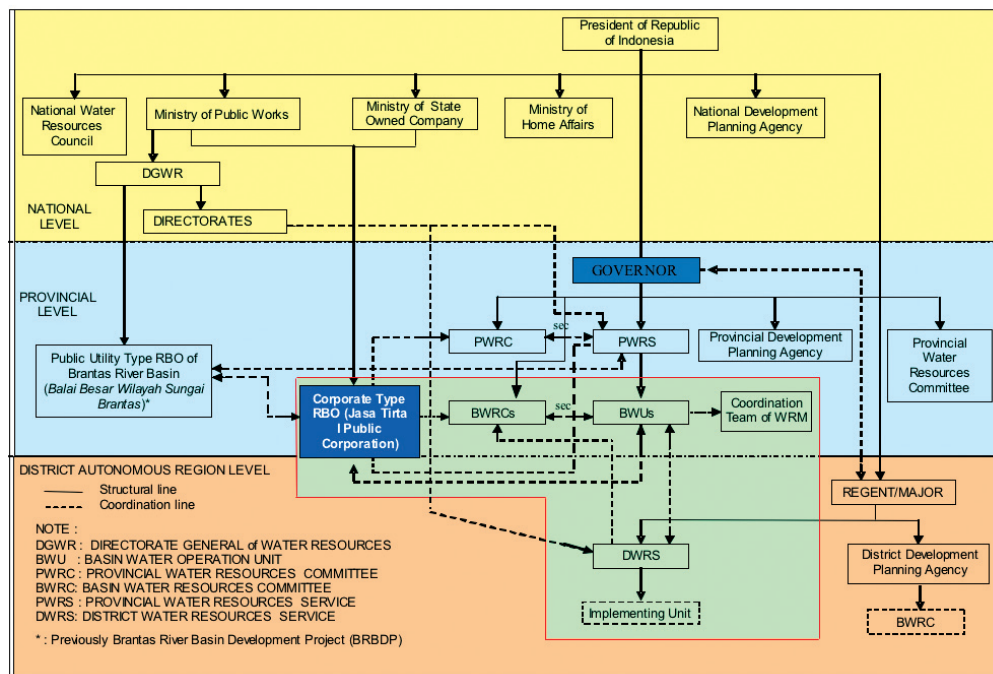 President of Republic
of Indonesia
National Water
Resources
Council
Ministry of Public Works
Ministry of State
Owned Company
Ministry of
Home Affairs
National Development
Planning Agency
DGWR
DIRECTORATES
NATIONAL
LEVEL
GOVERNOR
PROVINCIAL
LEVEL
PWRC
sec
PWRS
Provincial Development
Planning Agency
Provincial
Water
Resources
Committee
Public Utility Type RBO of
Brantas River Basin
(Balai Besar Wilayah Sungai
Brantas)*
Corporate Type
RBO (Jasa Tirta
I Public
Corporation)
BWRCs
sec
BWUs
Coordination
Team of WRM
DISTRICT AUTONOMOUS REGION LEVEL
Structural line
Coordination line
REGENT/MAJOR
NOTE :
DGWR : DIRECTORATE GENERAL of WATER RESOURCES
BWU : BASIN WATER OPERATION UNIT
PWRC : PROVINCIAL WATER RESOURCES COMMITTEE
BWRC: BASIN WATER RESOURCES COMMITTEE
PWRS : PROVINCIAL WATER RESOURCES SERVICE
DWRS: DISTRICT WATER RESOURCES SERVICE
* : Previously Brantas River Basin Development Project (BRBDP)
DWRS
Implementing Unit
District Development
Planning Agency
BWRC